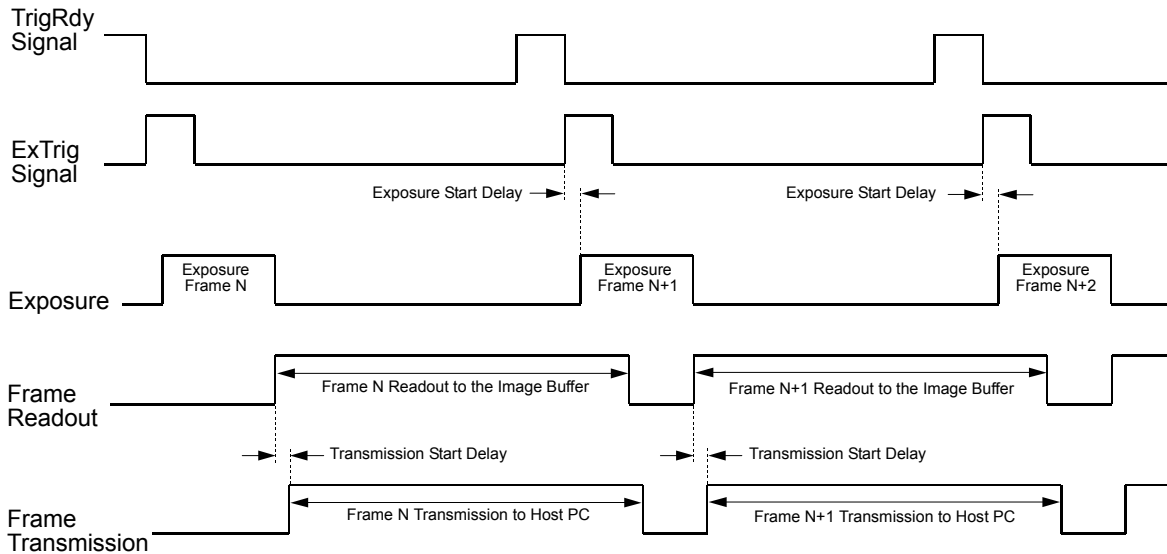 TrigRdy
Signal
ExTrig
Signal
Exposure Start Delay
Exposure Start Delay
Exposure
Exposure
Frame N
Exposure
Frame N+1
Exposure
Frame N+2
Frame
Readout
Frame N Readout to the Image Buffer
Frame N+1 Readout to the Image Buffer
Transmission Start Delay
Transmission Start Delay
Frame
Transmission
Frame N Transmission to Host PC
Frame N+1 Transmission to Host PC